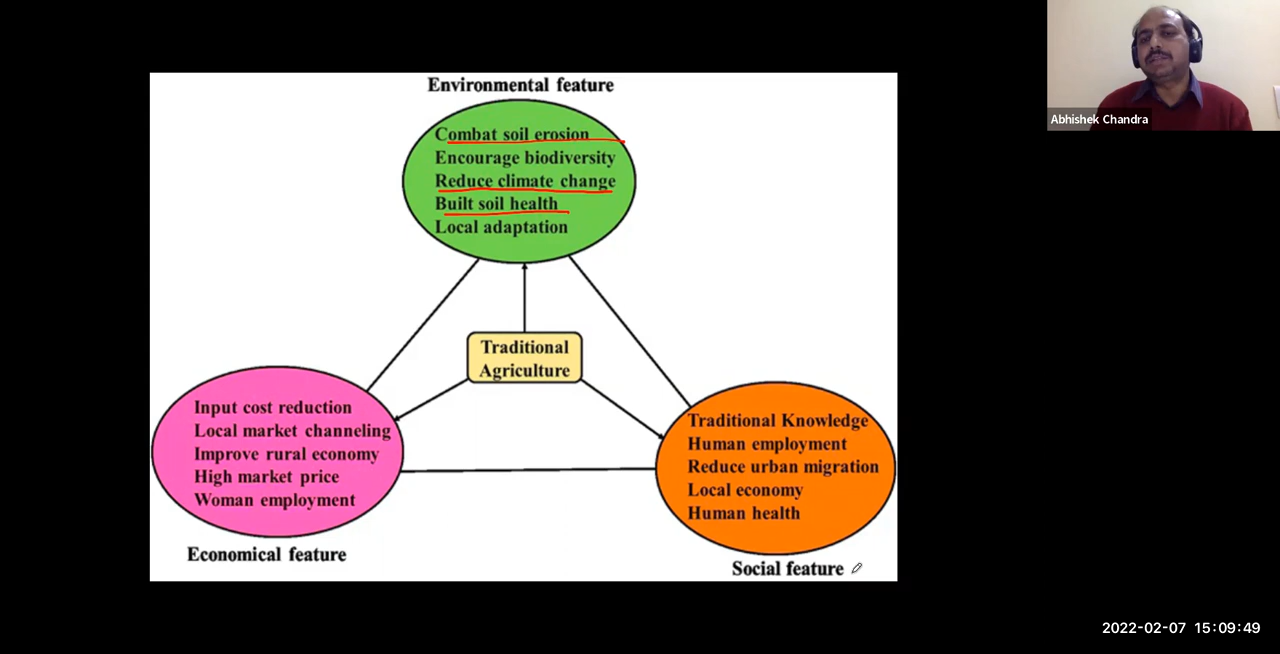 Environmental feature
Combat soil erosion
Encourage biodiversity
Reduce climate change
Built soil health
Local adaptation
Traditional
Agriculture
Input cost reduction
Local market channeling
Improve rural economy
High market price
Woman employment
Economical feature
Traditional Knowledge
Human employment
Reduce urban migration
Local economy
Human health
Social feature
Abhishek Chandra
2022-02-07 15:09:49